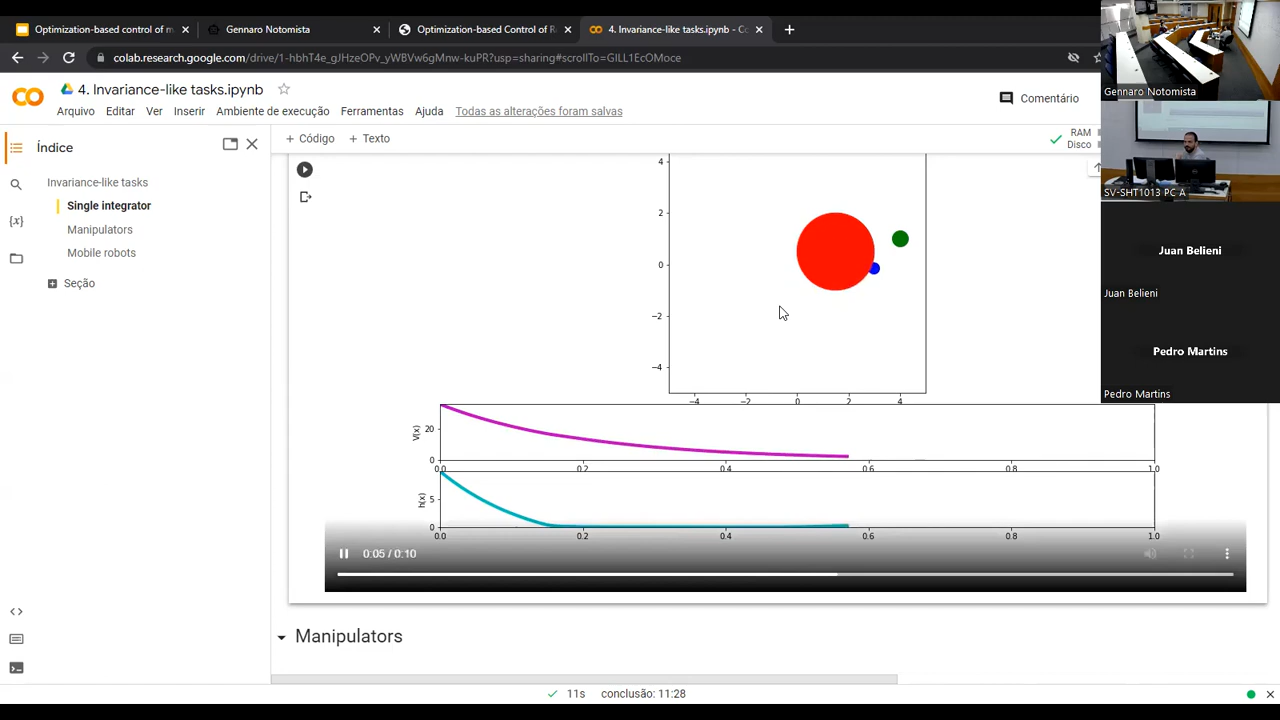 Optimization-based control of m
Gennaro Notomista
Optimization-based Control of R
4. Invariance-like tasks.ipynb - Co
colab.research.google.com/drive/1-hbhT4e_gJHzeOPv_yWBVw6gMnw-kuPR?usp=sharing#scrollTo=GILL1EcOMoce
4. Invariance-like tasks.ipynb
Arquivo Editar Ver Inserir Ambiente de execução Ferramentas Ajuda Todas as alterações foram salvas
Comentário
Índice
+ Código + Texto
RAM
Disco
Invariance-like tasks
Single integrator
Manipulators
Mobile robots
Seção
4
2
0
−2
−4
−4 −2 0 2 4
V(x)
20
0
0.0 0.2 0.4 0.6 0.8 1.0
h(x)
5
0
0.0 0.2 0.4 0.6 0.8 1.0
0:05 / 0:10
Manipulators
11s conclusão: 11:28
Gennaro Notomista
SV-SHT1013 PC A
Juan Belieni
Juan Belieni
Pedro Martins
Pedro Martins